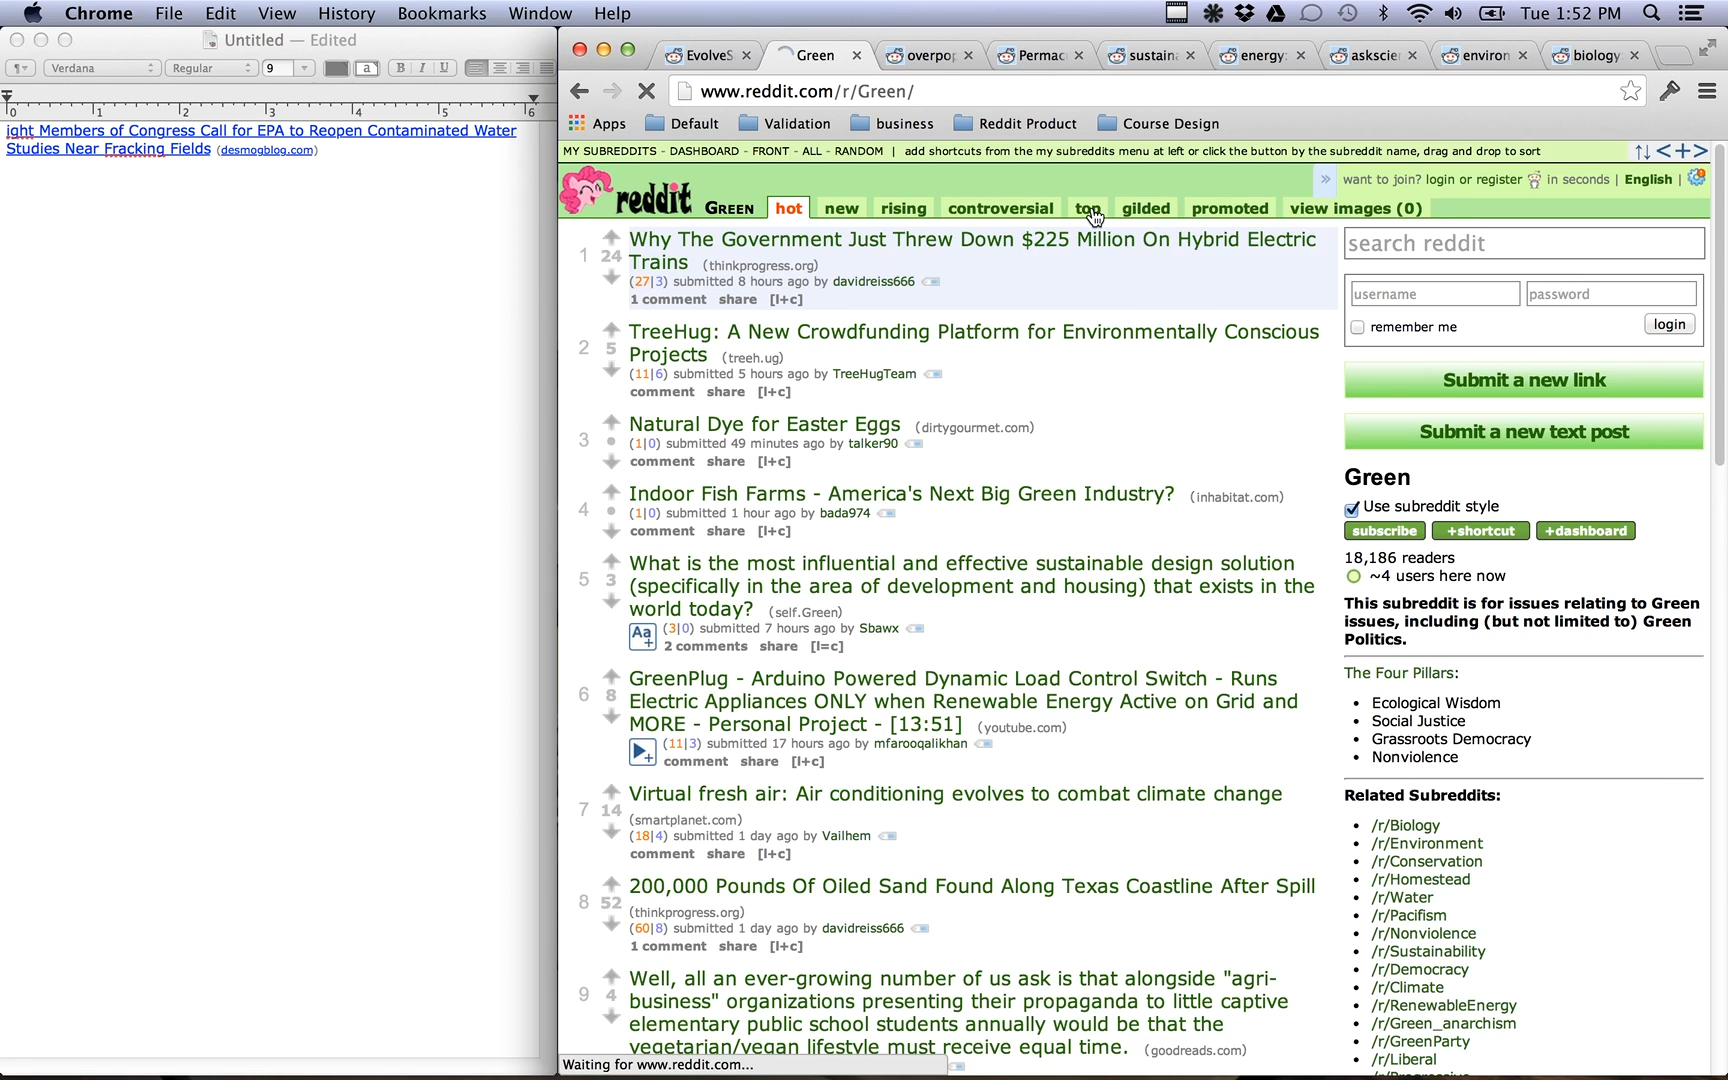 Chrome File Edit View History Bookmarks Window Help Tue 1:52 PM
Untitled — Edited
Verdana Regular 9 a B I U
0 1 2 3 4 5 6
ight Members of Congress Call for EPA to Reopen Contaminated Water
Studies Near Fracking Fields (desmogblog.com)
EvolveS Green overpop Permac sustain energy: askscie environ biology
www.reddit.com/r/Green/
Apps Default Validation business Reddit Product Course Design
MY SUBREDDITS - DASHBOARD - FRONT - ALL - RANDOM | add shortcuts from the my subreddits menu at left or click the button by the subreddit name, drag and drop to sort
want to join? login or register in seconds | English |
reddit GREEN hot new rising controversial top gilded promoted view images (0)
1 24 Why The Government Just Threw Down $225 Million On Hybrid Electric
Trains (thinkprogress.org)
(27|3) submitted 8 hours ago by davidreiss666
1 comment share [l+c]
2 5 TreeHug: A New Crowdfunding Platform for Environmentally Conscious
Projects (treeh.ug)
(11|6) submitted 5 hours ago by TreeHugTeam
comment share [l+c]
3 • Natural Dye for Easter Eggs (dirtygourmet.com)
(1|0) submitted 49 minutes ago by talker90
comment share [l+c]
4 • Indoor Fish Farms - America's Next Big Green Industry? (inhabitat.com)
(1|0) submitted 1 hour ago by bada974
comment share [l+c]
5 3 What is the most influential and effective sustainable design solution
(specifically in the area of development and housing) that exists in the
world today? (self.Green)
Aa+ (3|0) submitted 7 hours ago by Sbawx
2 comments share [l=c]
6 8 GreenPlug - Arduino Powered Dynamic Load Control Switch - Runs
Electric Appliances ONLY when Renewable Energy Active on Grid and
MORE - Personal Project - [13:51] (youtube.com)
(11|3) submitted 17 hours ago by mfarooqalikhan
comment share [l+c]
7 14 Virtual fresh air: Air conditioning evolves to combat climate change
(smartplanet.com)
(18|4) submitted 1 day ago by Vailhem
comment share [l+c]
8 52 200,000 Pounds Of Oiled Sand Found Along Texas Coastline After Spill
(thinkprogress.org)
(60|8) submitted 1 day ago by davidreiss666
1 comment share [l+c]
9 4 Well, all an ever-growing number of us ask is that alongside "agri-
business" organizations presenting their propaganda to little captive
elementary public school students annually would be that the
vegetarian/vegan lifestyle must receive equal time. (goodreads.com)
Waiting for www.reddit.com...
search reddit
username password
remember me login
Submit a new link
Submit a new text post
Green
Use subreddit style
subscribe +shortcut +dashboard
18,186 readers
~4 users here now
This subreddit is for issues relating to Green
issues, including (but not limited to) Green
Politics.
The Four Pillars:
• Ecological Wisdom
• Social Justice
• Grassroots Democracy
• Nonviolence
Related Subreddits:
• /r/Biology
• /r/Environment
• /r/Conservation
• /r/Homestead
• /r/Water
• /r/Pacifism
• /r/Nonviolence
• /r/Sustainability
• /r/Democracy
• /r/Climate
• /r/RenewableEnergy
• /r/Green_anarchism
• /r/GreenParty
• /r/Liberal